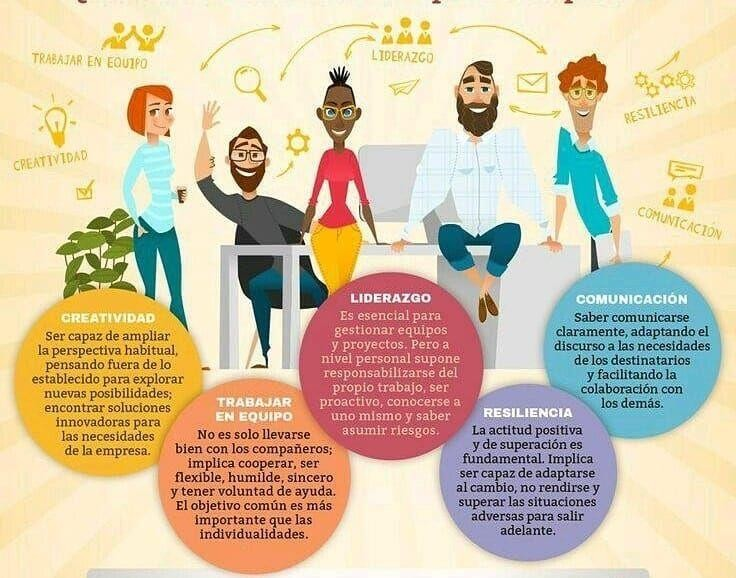 TRABAJAR EN EQUIPO
LIDERAZGO
RESILIENCIA
CREATIVIDAD
COMUNICACIÓN
CREATIVIDAD
Ser capaz de ampliar
la perspectiva habitual,
pensando fuera de lo
establecido para explorar
nuevas posibilidades;
encontrar soluciones
innovadoras para
las necesidades
de la empresa.
TRABAJAR
EN EQUIPO
No es solo llevarse
bien con los compañeros;
implica cooperar, ser
flexible, humilde, sincero
y tener voluntad de ayuda.
El objetivo común es más
importante que las
individualidades.
LIDERAZGO
Es esencial para
gestionar equipos
y proyectos. Pero a
nivel personal supone
responsabilizarse del
propio trabajo, ser
proactivo, conocerse a
uno mismo y saber
asumir riesgos.
RESILIENCIA
La actitud positiva
y de superación es
fundamental. Implica
ser capaz de adaptarse
al cambio, no rendirse y
superar las situaciones
adversas para salir
adelante.
COMUNICACIÓN
Saber comunicarse
claramente, adaptando el
discurso a las necesidades
de los destinatarios
y facilitando la
colaboración con
los demás.